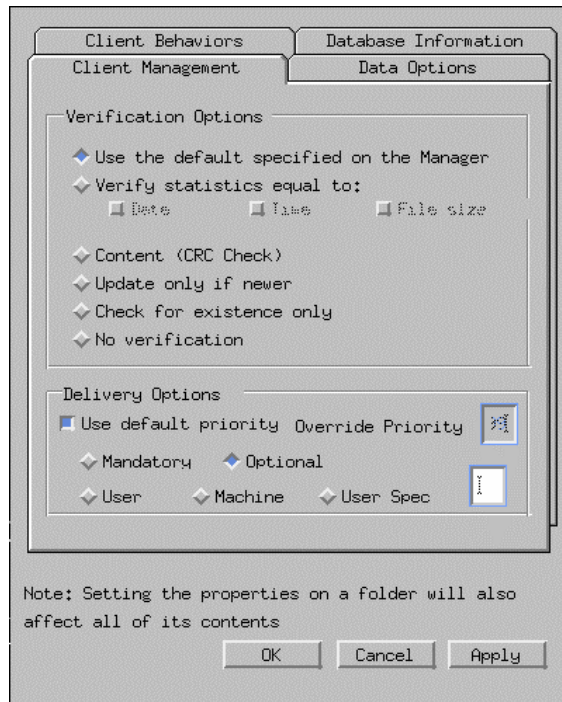 Client Behaviors Database Information
Client Management Data Options
Verification Options
Use the default specified on the Manager
Verify statistics equal to:
Date Time File size
Content (CRC Check)
Update only if newer
Check for existence only
No verification
Delivery Options
Use default priority Override Priority
Mandatory Optional
User Machine User Spec
Note: Setting the properties on a folder will also
affect all of its contents
OK Cancel Apply